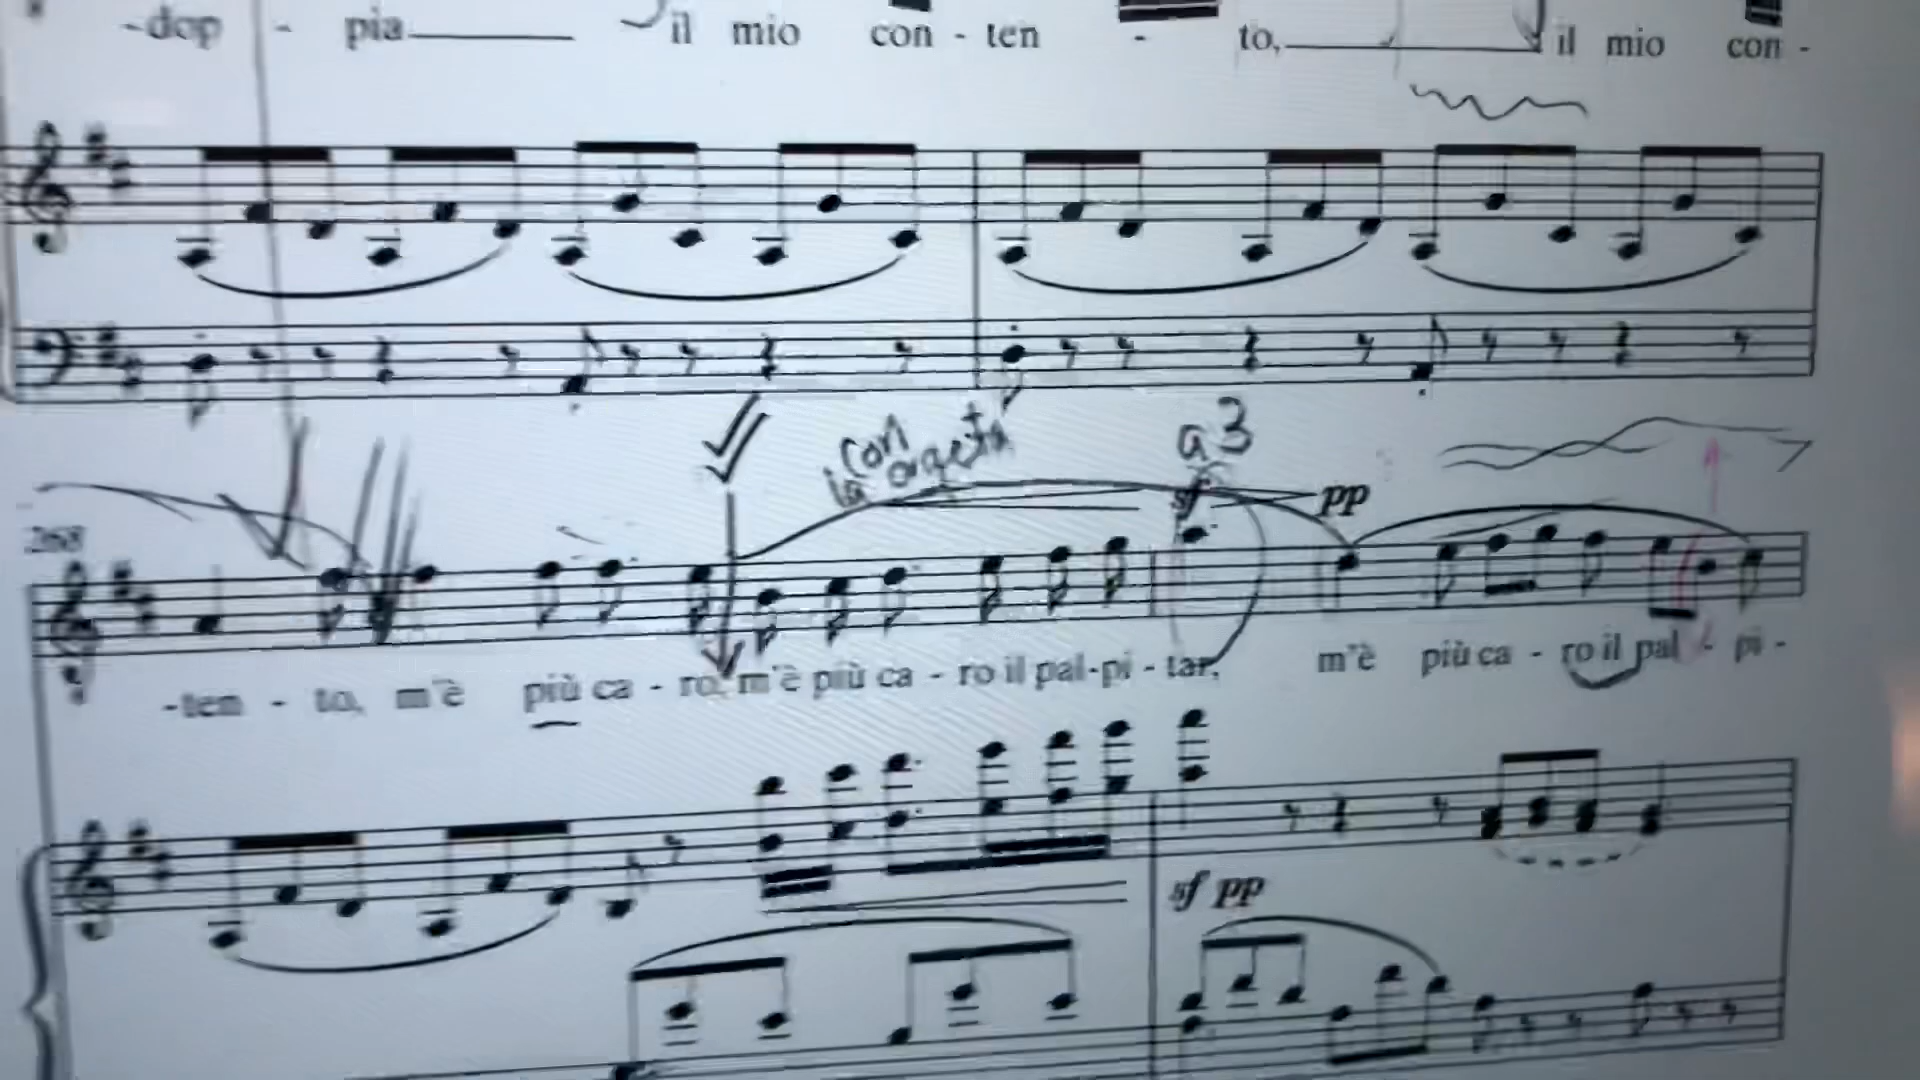 -dop - pia il mio con - ten - to, il mio con -
con
a 3
sf pp
268
-ten - to, m'è più ca - ro, m'è più ca - ro il pal-pi - tar, m'è più ca - ro il pal - pi -
sf pp